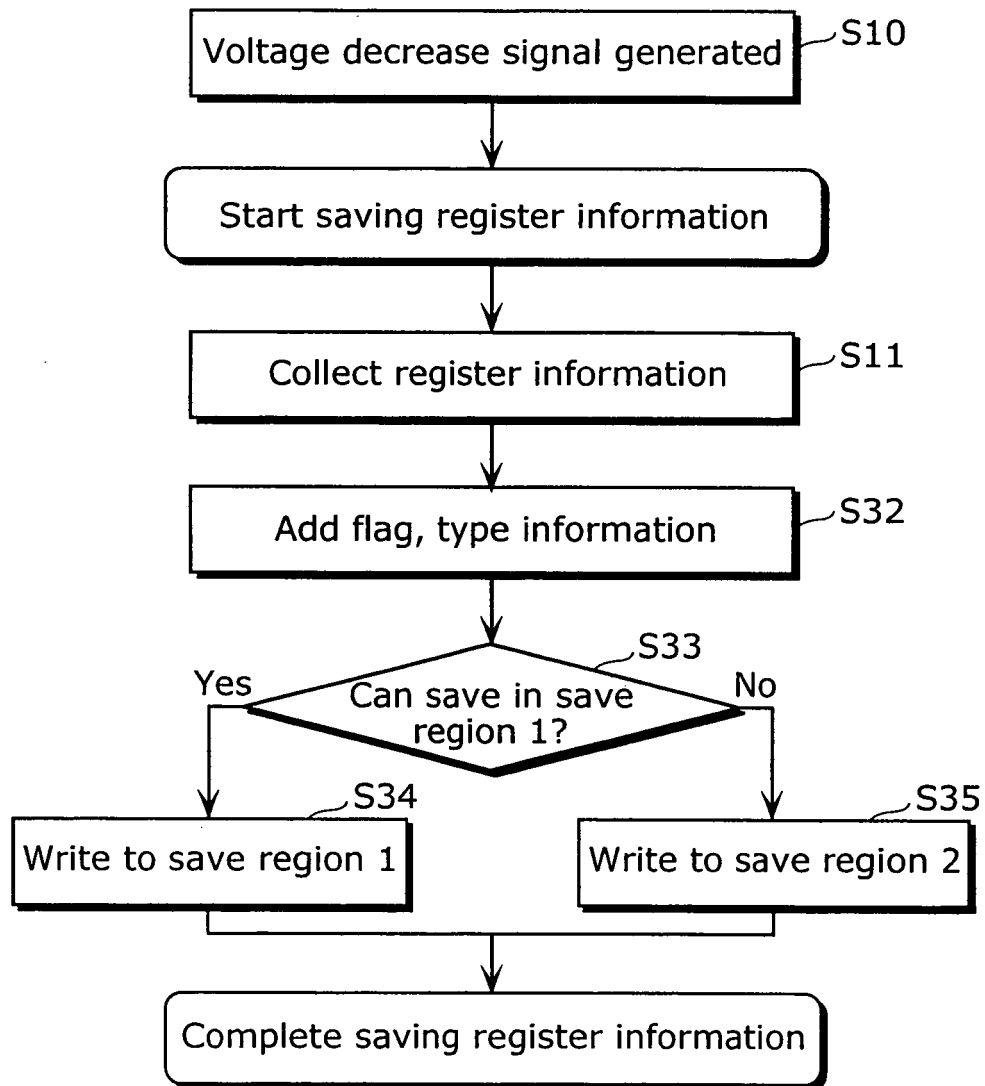 Voltage decrease signal generated
S10
Start saving register information
Collect register information
S11
Add flag, type information
S32
S33
Yes
Can save in save
region 1?
No
S34
Write to save region 1
S35
Write to save region 2
Complete saving register information